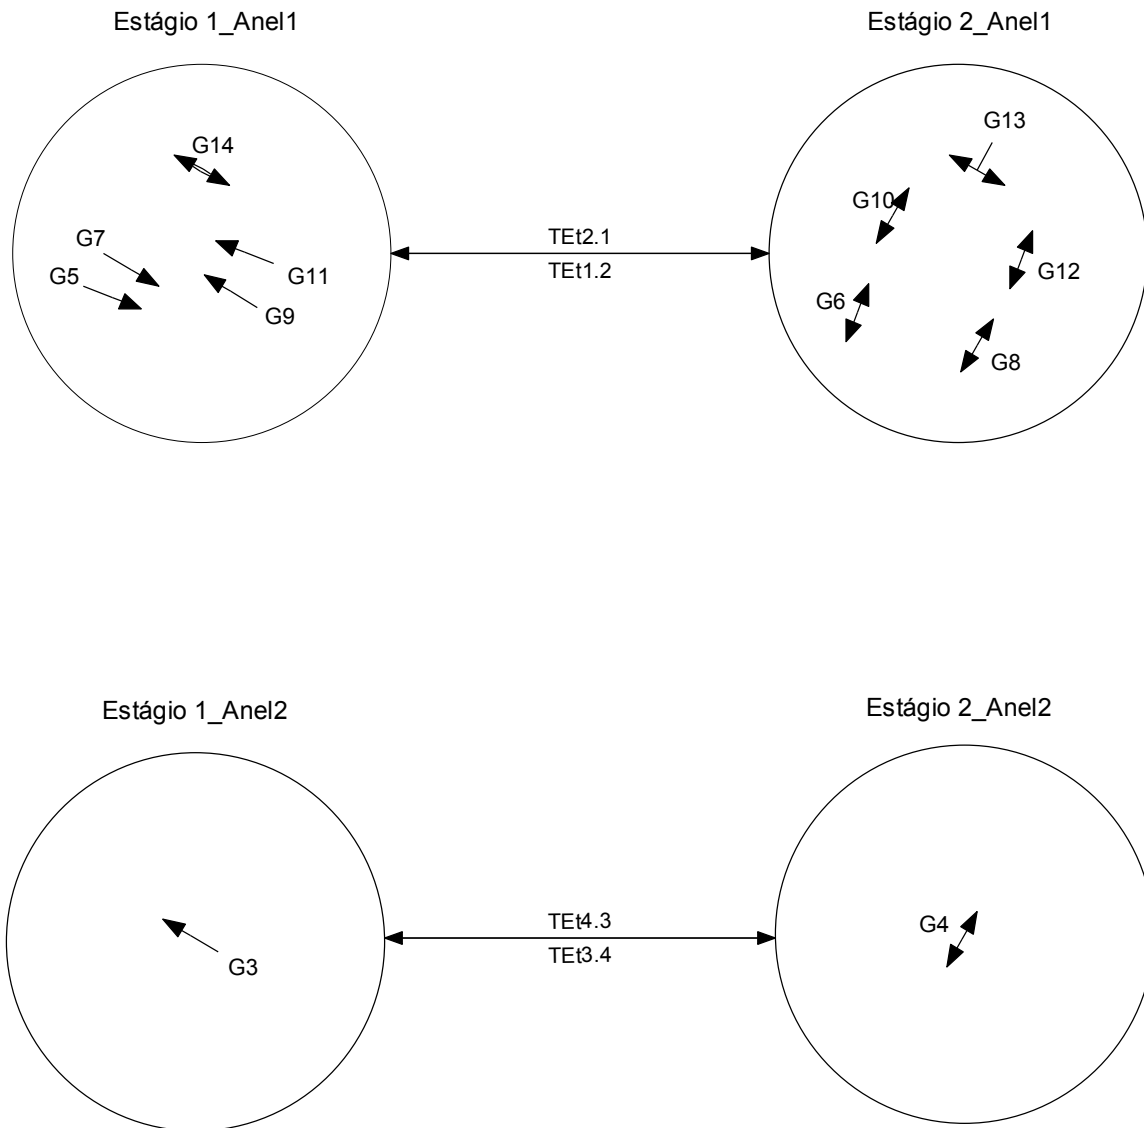 Estágio 1_Anel1
Estágio 2_Anel1
G14
G7
G5
G11
G9
TEt2.1
TEt1.2
G13
G10
G12
G6
G8
Estágio 1_Anel2
Estágio 2_Anel2
G3
TEt4.3
TEt3.4
G4